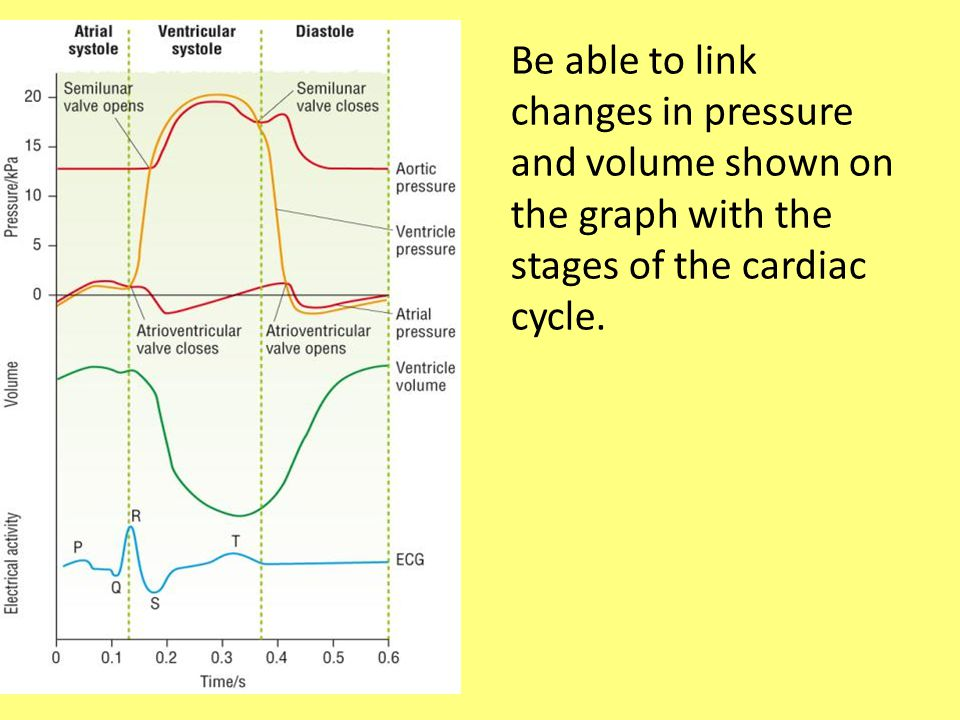 Atrial
systole
Ventricular
systole
Diastole
Semilunar
valve opens
Semilunar
valve closes
Pressure/kPa
20
15
10
5
0
Aortic
pressure
Ventricle
pressure
Atrial
pressure
Atrioventricular
valve closes
Atrioventricular
valve opens
Volume
Ventricle
volume
Electrical activity
P
Q
R
S
T
ECG
0
0.1
0.2
0.3
0.4
0.5
0.6
Time/s
Be able to link
changes in pressure
and volume shown on
the graph with the
stages of the cardiac
cycle.